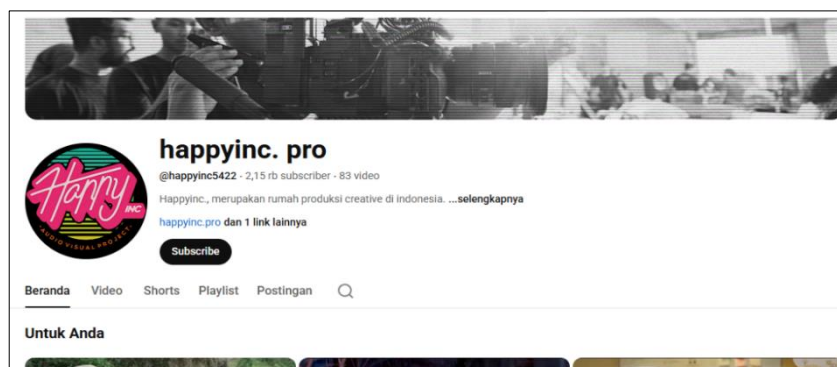 Happy
INC
AUDIO VISUAL PROJECT
happyinc. pro
@happyinc5422 · 2,15 rb subscriber · 83 video
Happyinc., merupakan rumah produksi creative di indonesia. ...selengkapnya
happyinc.pro dan 1 link lainnya
Subscribe
Beranda Video Shorts Playlist Postingan
Untuk Anda